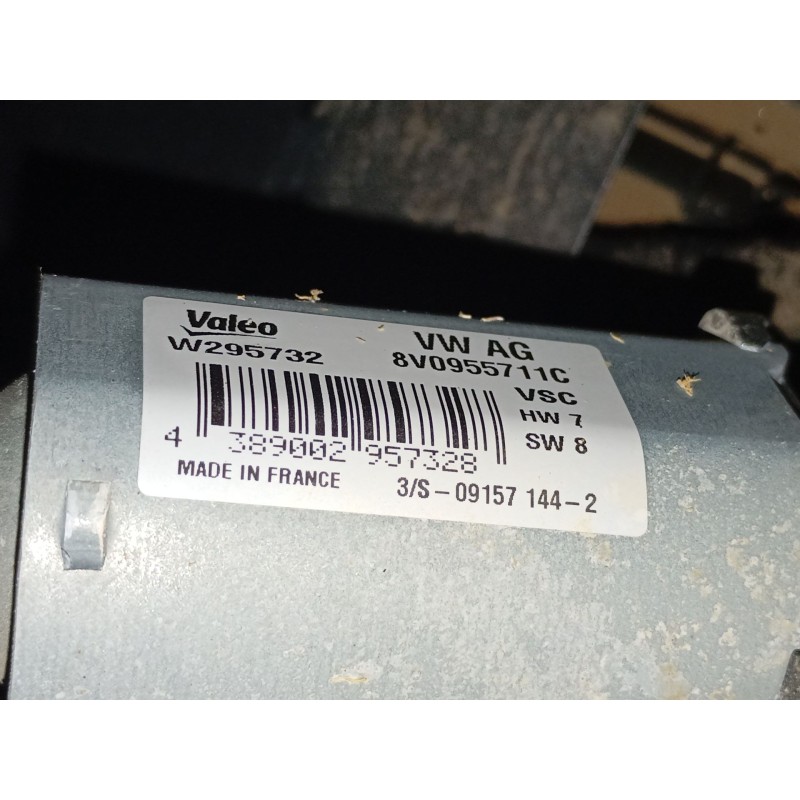 Valeo VW AG
W295732 8V0955711C
VSC
HW 7
SW 8
4 389002 957328
MADE IN FRANCE 3/S-09157 144-2